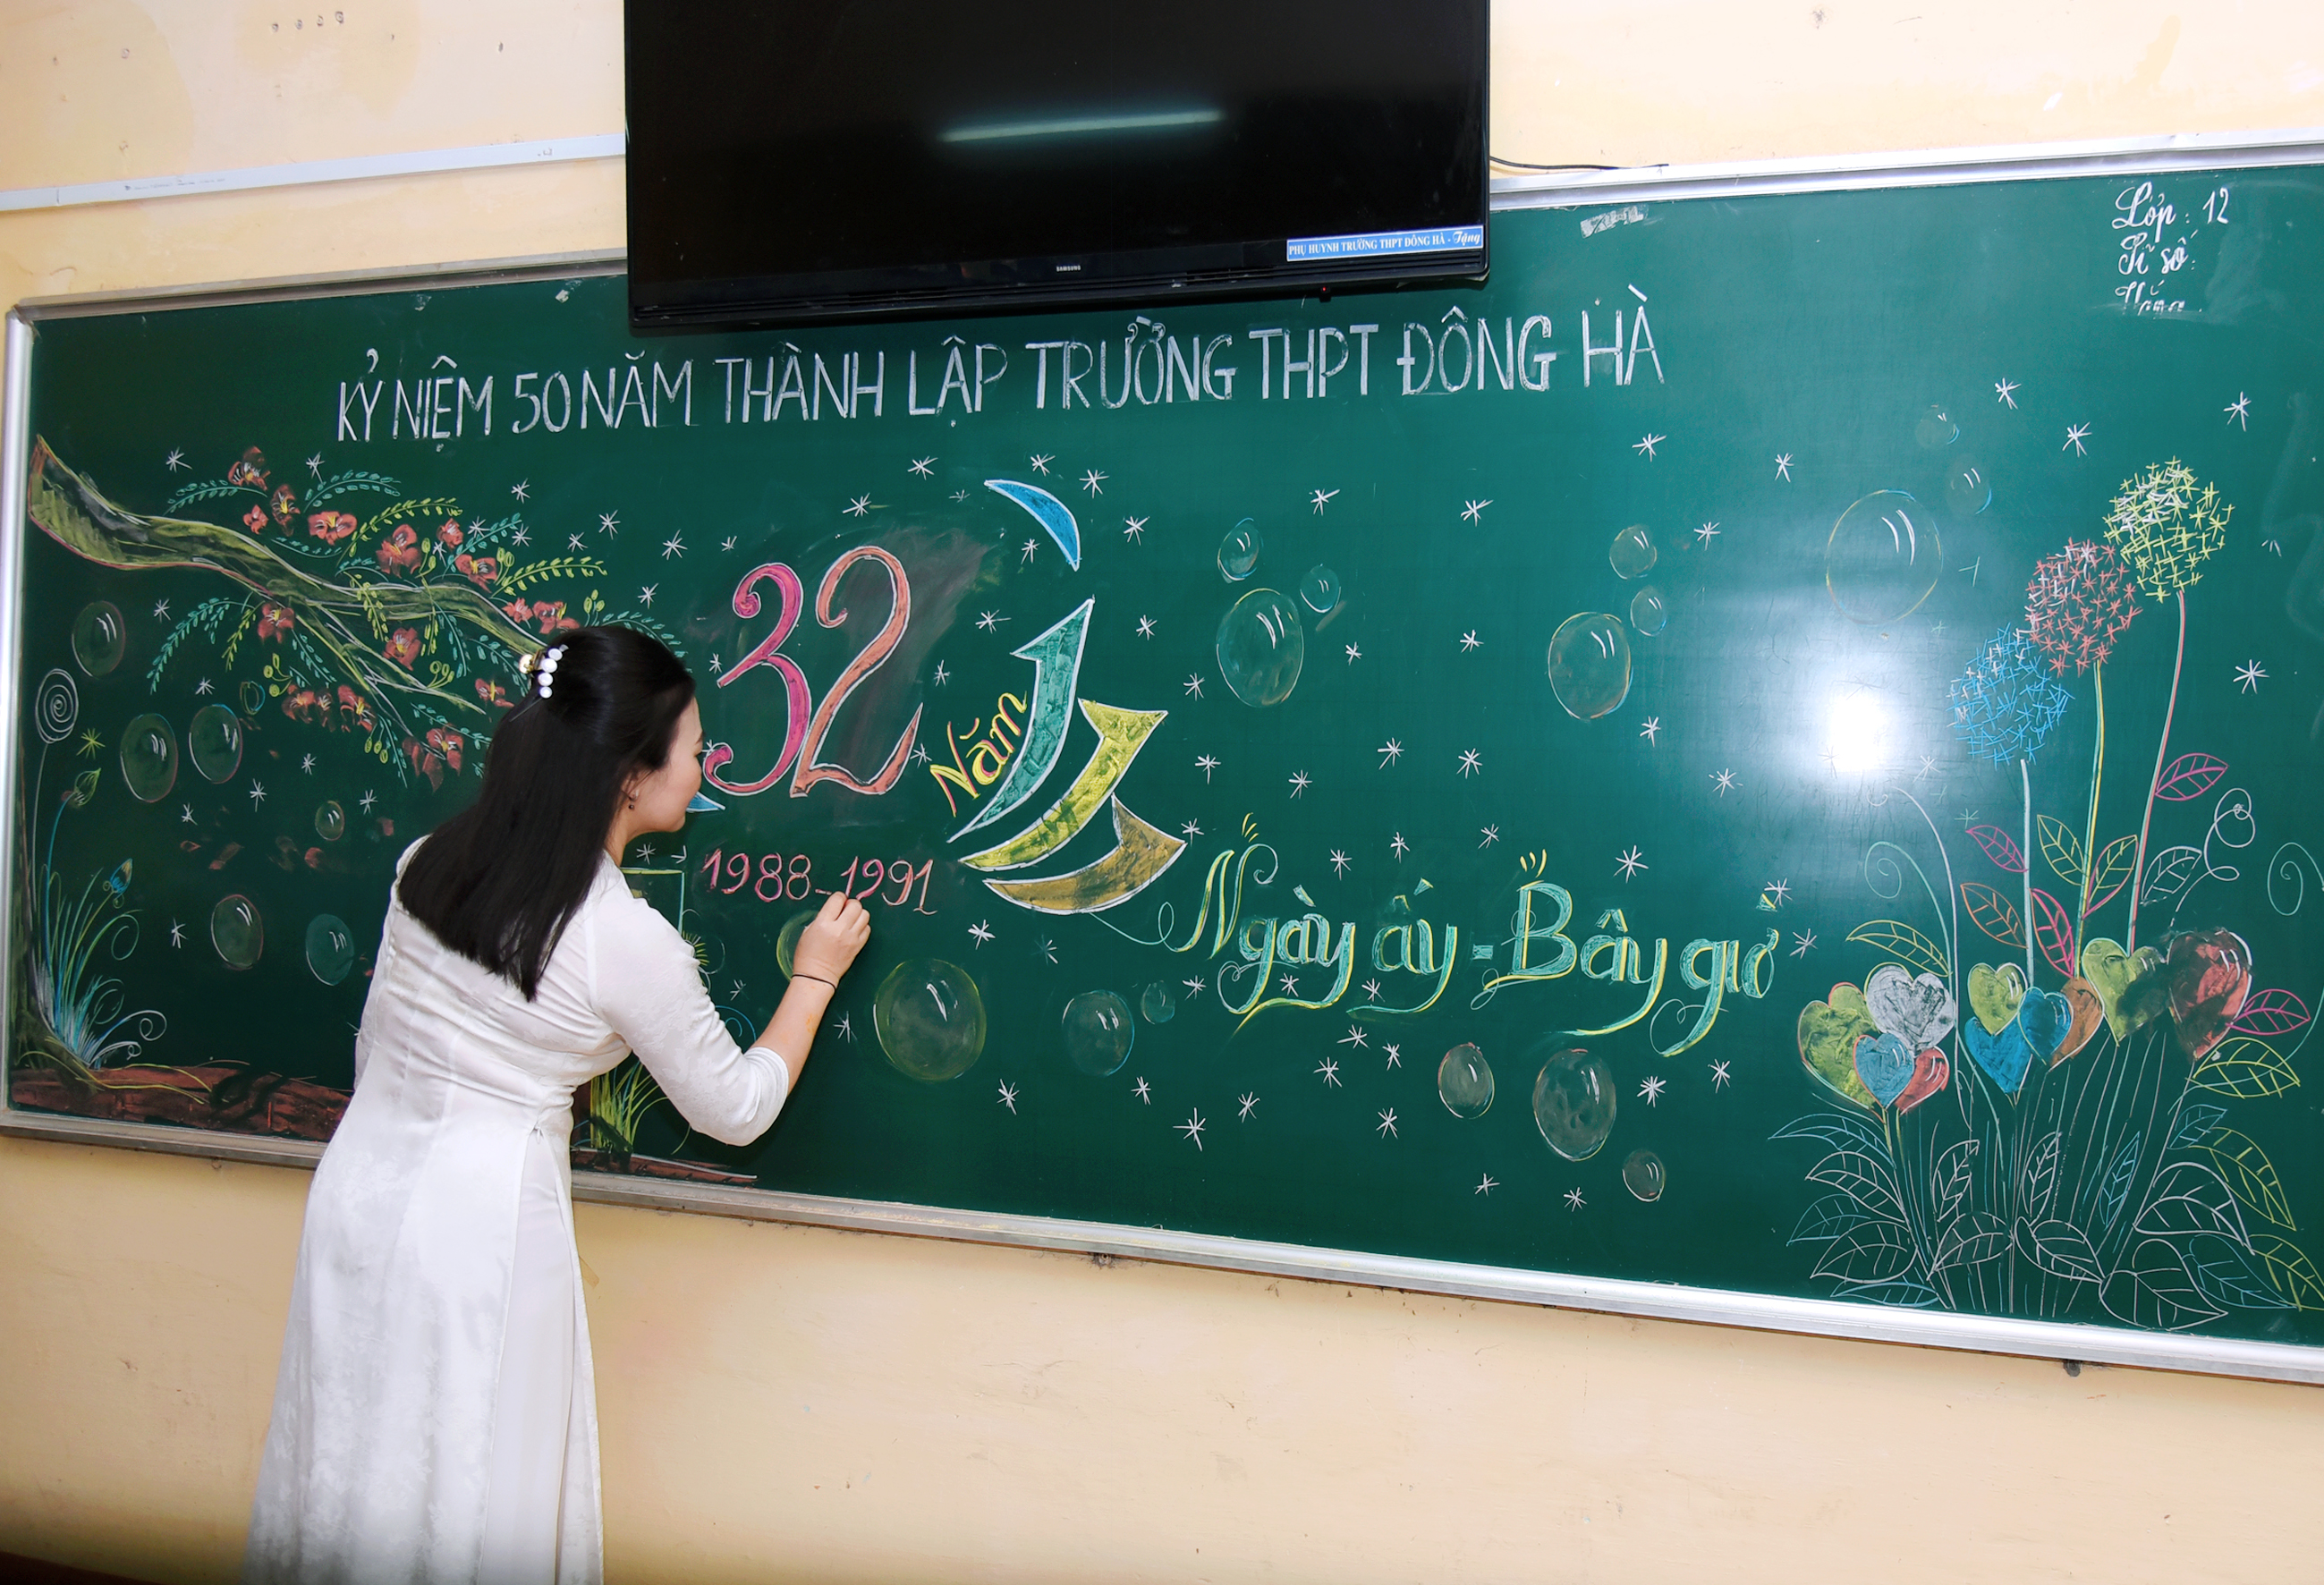 SAMSUNG
PHỤ HUYNH TRƯỜNG THPT ĐÔNG HÀ - Tặng
Lớp: 12
Sĩ số:
Vắng:
KỶ NIỆM 50 NĂM THÀNH LẬP TRƯỜNG THPT ĐÔNG HÀ
32
Năm
1988-1991
Ngày ấy - Bây giờ